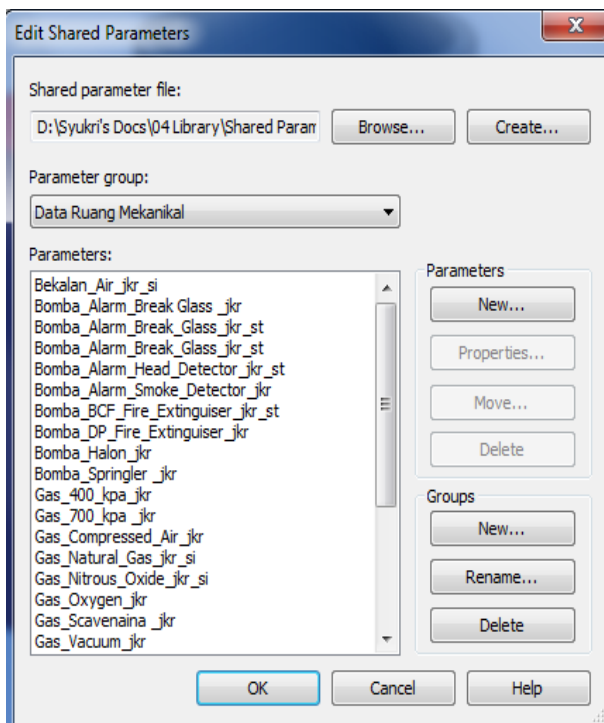 Edit Shared Parameters
Shared parameter file:
D:\Syukri's Docs\04 Library\Shared Param
Browse...
Create...
Parameter group:
Data Ruang Mekanikal
Parameters:
Bekalan_Air_jkr_si
Bomba_Alarm_Break Glass _jkr
Bomba_Alarm_Break_Glass_jkr_st
Bomba_Alarm_Break_Glass_jkr_st
Bomba_Alarm_Head_Detector_jkr_st
Bomba_Alarm_Smoke_Detector_jkr
Bomba_BCF_Fire_Extinguiser_jkr_st
Bomba_DP_Fire_Extinguiser_jkr
Bomba_Halon_jkr
Bomba_Springler _jkr
Gas_400_kpa_jkr
Gas_700_kpa _jkr
Gas_Compressed_Air_jkr
Gas_Natural_Gas_jkr_si
Gas_Nitrous_Oxide_jkr_si
Gas_Oxygen_jkr
Gas_Scavenaina _jkr
Gas_Vacuum_jkr
Parameters
New...
Properties...
Move...
Delete
Groups
New...
Rename...
Delete
OK
Cancel
Help